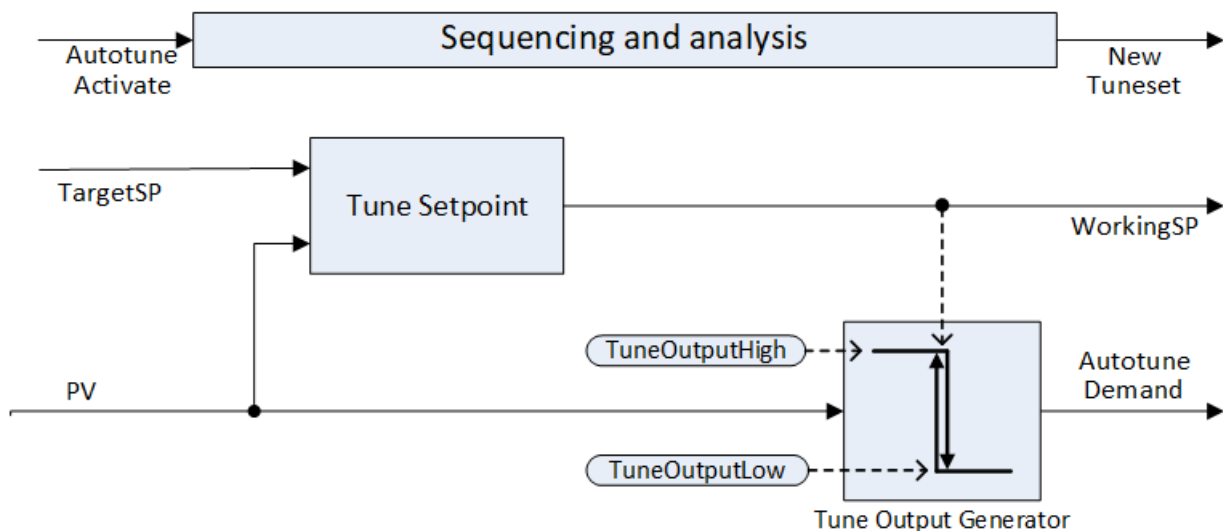 Sequencing and analysis
Autotune
Activate
New
Tuneset
TargetSP
Tune Setpoint
WorkingSP
TuneOutputHigh
PV
Autotune
Demand
TuneOutputLow
Tune Output Generator